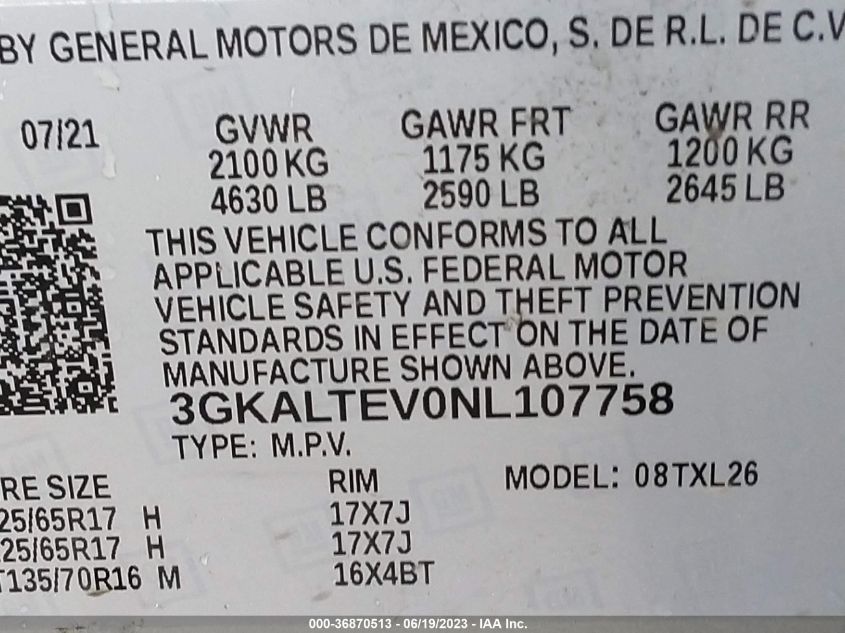 BY GENERAL MOTORS DE MEXICO, S. DE R.L. DE C.V
07/21 GVWR GAWR FRT GAWR RR
2100 KG 1175 KG 1200 KG
4630 LB 2590 LB 2645 LB
THIS VEHICLE CONFORMS TO ALL
APPLICABLE U.S. FEDERAL MOTOR
VEHICLE SAFETY AND THEFT PREVENTION
STANDARDS IN EFFECT ON THE DATE OF
MANUFACTURE SHOWN ABOVE.
3GKALTEV0NL107758
TYPE: M.P.V.
RE SIZE RIM MODEL: 08TXL26
25/65R17 H 17X7J
25/65R17 H 17X7J
T135/70R16 M 16X4BT
000-36870513 - 06/19/2023 - IAA Inc.